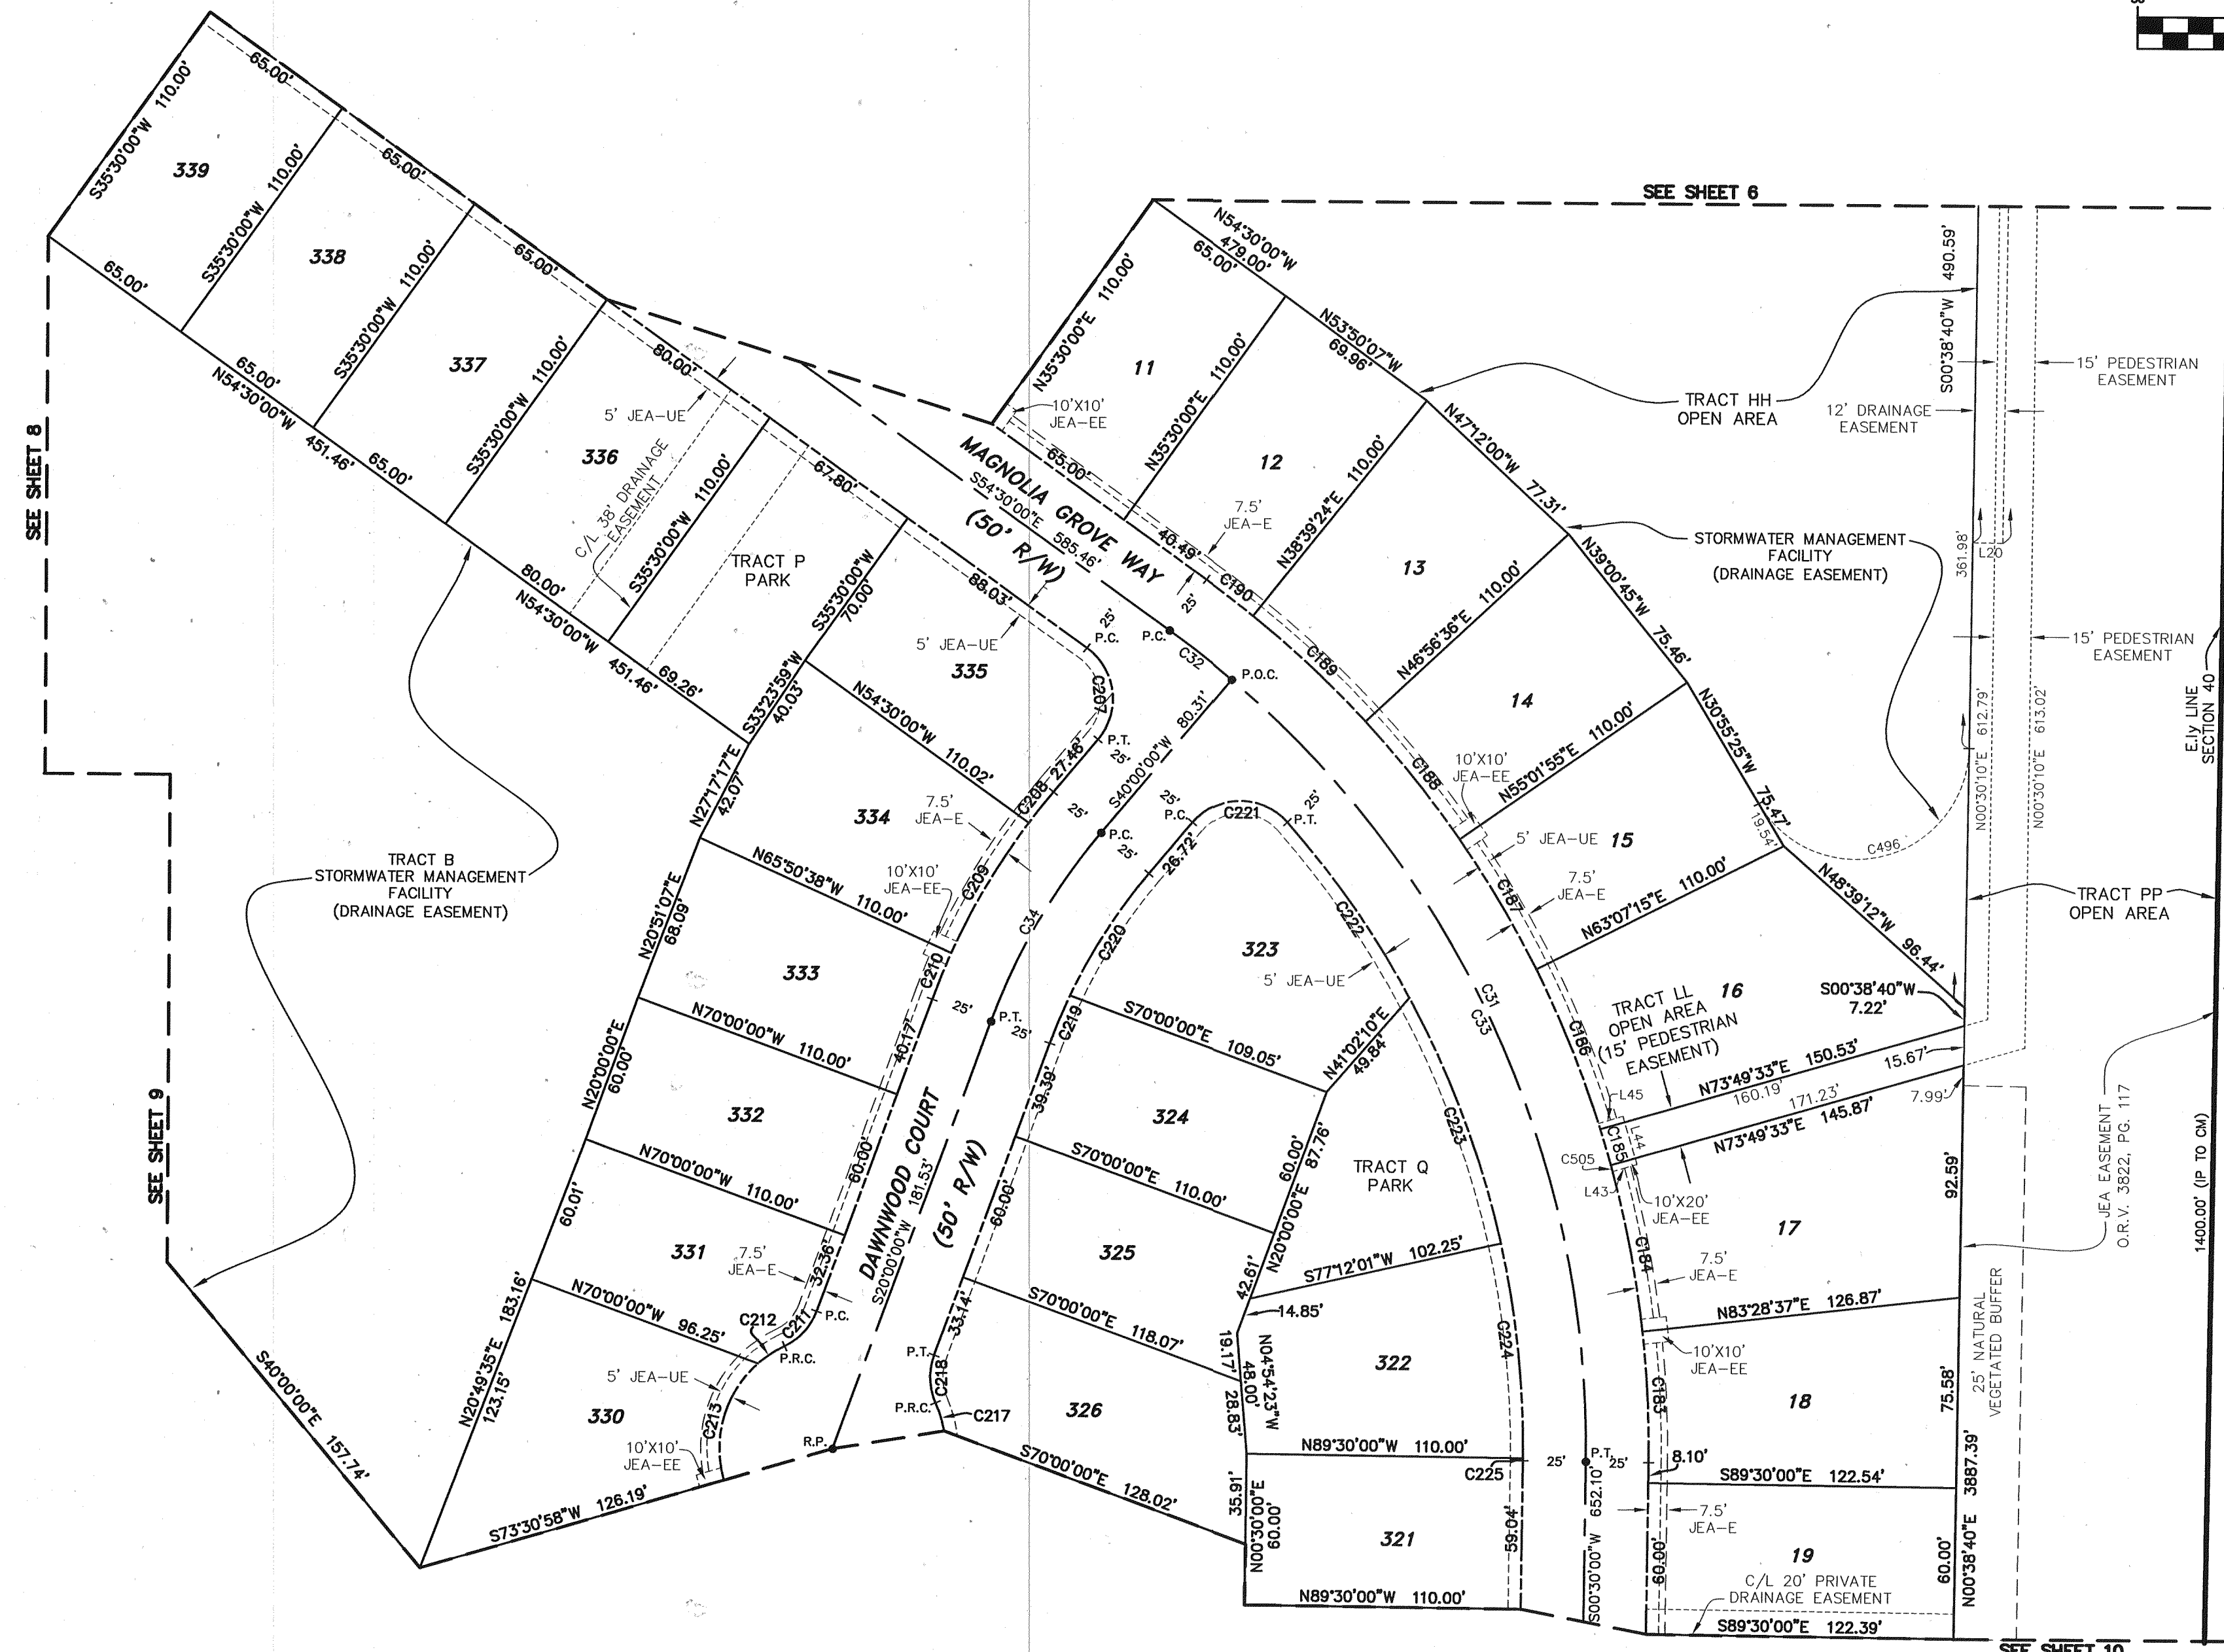 SEE SHEET 6
SEE SHEET 8
SEE SHEET 9
SEE SHEET 10
65.00'
S35°30'00"W 110.00'
339
65.00'
S35°30'00"W 110.00'
65.00'
338
65.00'
S35°30'00"W 110.00'
65.00'
337
N54°30'00"W 451.46'
65.00'
S35°30'00"W 110.00'
65.00'
80.00'
5' JEA-UE
336
C/L 38' DRAINAGE
EASEMENT
80.00'
S35°30'00"W 110.00'
67.80'
TRACT P
PARK
N54°30'00"W 451.46'
69.26'
S35°30'00"W
70.00'
88.03'
5' JEA-UE
335
S33°23'59"W
40.03'
N54°30'00"W 110.02'
25'
P.C.
C207
P.T.
25'
27.46'
C208
334
N27°17'17"E
42.07'
7.5'
JEA-E
10'X10'
JEA-EE
C209
N65°50'38"W 110.00'
N20°51'07"E
68.09'
333
C210
25'
N70°00'00"W 110.00'
40.17'
N20°00'00"E
60.00'
332
60.00'
N70°00'00"W 110.00'
60.01'
331
7.5'
JEA-E
32.36'
C211
P.C.
C212
P.R.C.
N70°00'00"W 96.25'
5' JEA-UE
N20°49'35"E 183.16'
123.15'
330
C213
10'X10'
JEA-EE
R.P.
S73°30'58"W 126.19'
S40°00'00"E 157.74'
TRACT B
STORMWATER MANAGEMENT
FACILITY
(DRAINAGE EASEMENT)
MAGNOLIA GROVE WAY
S54°30'00"E 585.46'
(50' R/W)
P.C.
25'
C32
P.O.C.
S40°00'00"W 80.31'
25'
P.C.
25'
C34
P.T.
25'
DAWNWOOD COURT
S20°00'00"W 181.53'
(50' R/W)
25'
P.C.
C221
25'
P.T.
26.72'
C220
323
C222
5' JEA-UE
C219
S70°00'00"E 109.05'
N41°02'10"E
49.84'
39.39'
324
60.00'
N20°00'00"E 87.76'
TRACT Q
PARK
C223
S70°00'00"E 110.00'
60.00'
325
42.61'
S77°12'01"W 102.25'
14.85'
S70°00'00"E 118.07'
33.14'
P.T.
C218
P.R.C.
C217
326
19.17'
N04°54'23"W
48.00'
28.83'
322
C224
N89°30'00"W 110.00'
C225
S70°00'00"E 128.02'
35.91'
N00°30'00"E
60.00'
321
59.04'
N89°30'00"W 110.00'
C31
C33
25'
P.T.
25'
S00°30'00"W 652.10'
N54°30'00"W
479.00'
65.00'
N35°30'00"E 110.00'
11
10'X10'
JEA-EE
65.00'
N35°30'00"E 110.00'
N53°50'07"W
69.96'
12
7.5'
JEA-E
40.49'
C190
N38°39'24"E 110.00'
N47°12'00"W 77.31'
13
C189
N46°56'36"E 110.00'
N39°00'45"W 75.46'
14
C188
10'X10'
JEA-EE
N55°01'55"E 110.00'
N30°55'25"W 75.47'
19.54'
5' JEA-UE
15
7.5'
JEA-E
C187
N63°07'15"E 110.00'
C496
N48°39'12"W 96.44'
16
S00°38'40"W
7.22'
C186
TRACT LL
OPEN AREA
(15' PEDESTRIAN
EASEMENT)
N73°49'33"E 150.53'
160.19'
171.23'
N73°49'33"E 145.87'
15.67'
7.99'
L45
L44
C185
C505
L43
10'X20'
JEA-EE
17
C184
7.5'
JEA-E
92.59'
N83°28'37"E 126.87'
10'X10'
JEA-EE
C183
18
75.58'
8.10'
S89°30'00"E 122.54'
7.5'
JEA-E
60.00'
19
C/L 20' PRIVATE
DRAINAGE EASEMENT
60.00'
S89°30'00"E 122.39'
N00°38'40"E 3887.39'
25' NATURAL
VEGETATED BUFFER
TRACT HH
OPEN AREA
STORMWATER MANAGEMENT
FACILITY
(DRAINAGE EASEMENT)
S00°38'40"W 490.59'
12' DRAINAGE
EASEMENT
15' PEDESTRIAN
EASEMENT
L20
361.98'
15' PEDESTRIAN
EASEMENT
N00°30'10"E 612.79'
N00°30'10"E 613.02'
E.ly LINE
SECTION 40
TRACT PP
OPEN AREA
JEA EASEMENT
O.R.V. 3822, PG. 117
1400.00' (IP TO CM)